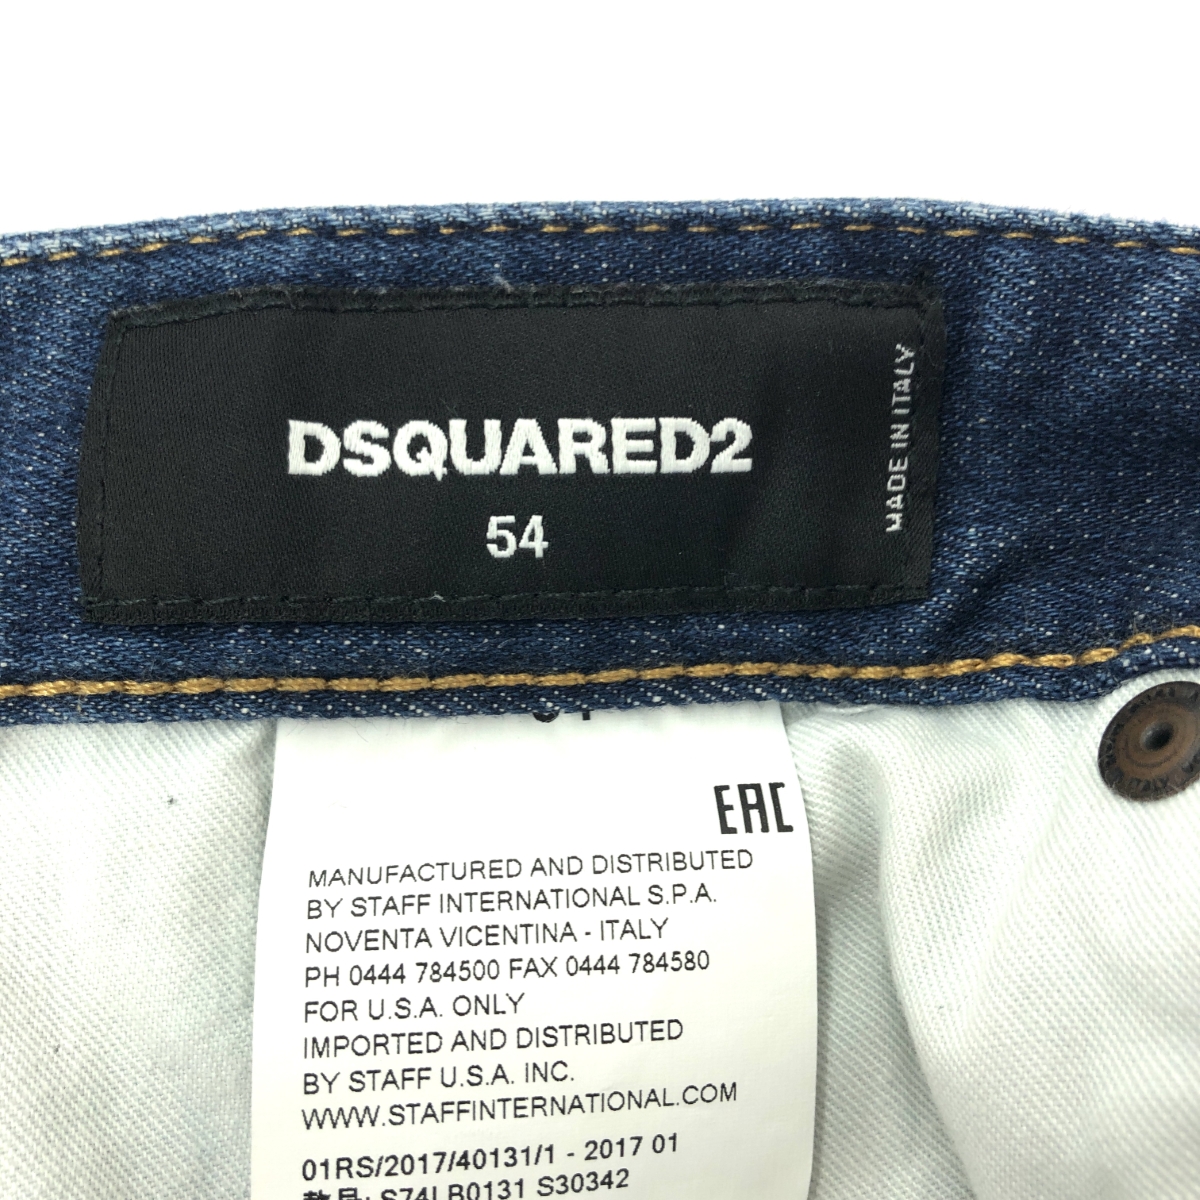 DSQUARED2
54
MADE IN ITALY
EAC
MANUFACTURED AND DISTRIBUTED
BY STAFF INTERNATIONAL S.P.A.
NOVENTA VICENTINA - ITALY
PH 0444 784500 FAX 0444 784580
FOR U.S.A. ONLY
IMPORTED AND DISTRIBUTED
BY STAFF U.S.A. INC.
WWW.STAFFINTERNATIONAL.COM
01RS/2017/40131/1 - 2017 01
S74LB0131 S30342